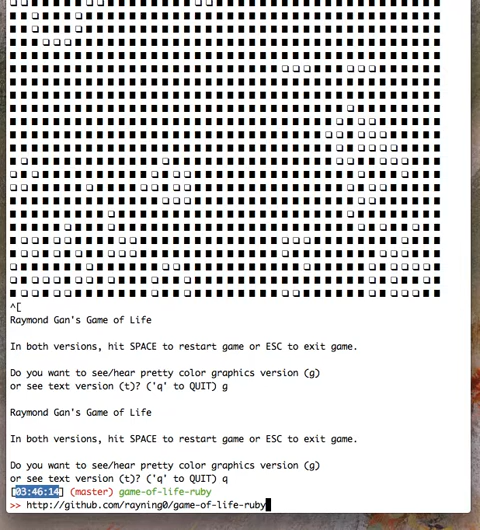 ^[
Raymond Gan's Game of Life
In both versions, hit SPACE to restart game or ESC to exit game.
Do you want to see/hear pretty color graphics version (g)
or see text version (t)? ('q' to QUIT) g
Raymond Gan's Game of Life
In both versions, hit SPACE to restart game or ESC to exit game.
Do you want to see/hear pretty color graphics version (g)
or see text version (t)? ('q' to QUIT) q
[03:46:14] (master) game-of-life-ruby
>> http://github.com/rayning0/game-of-life-ruby